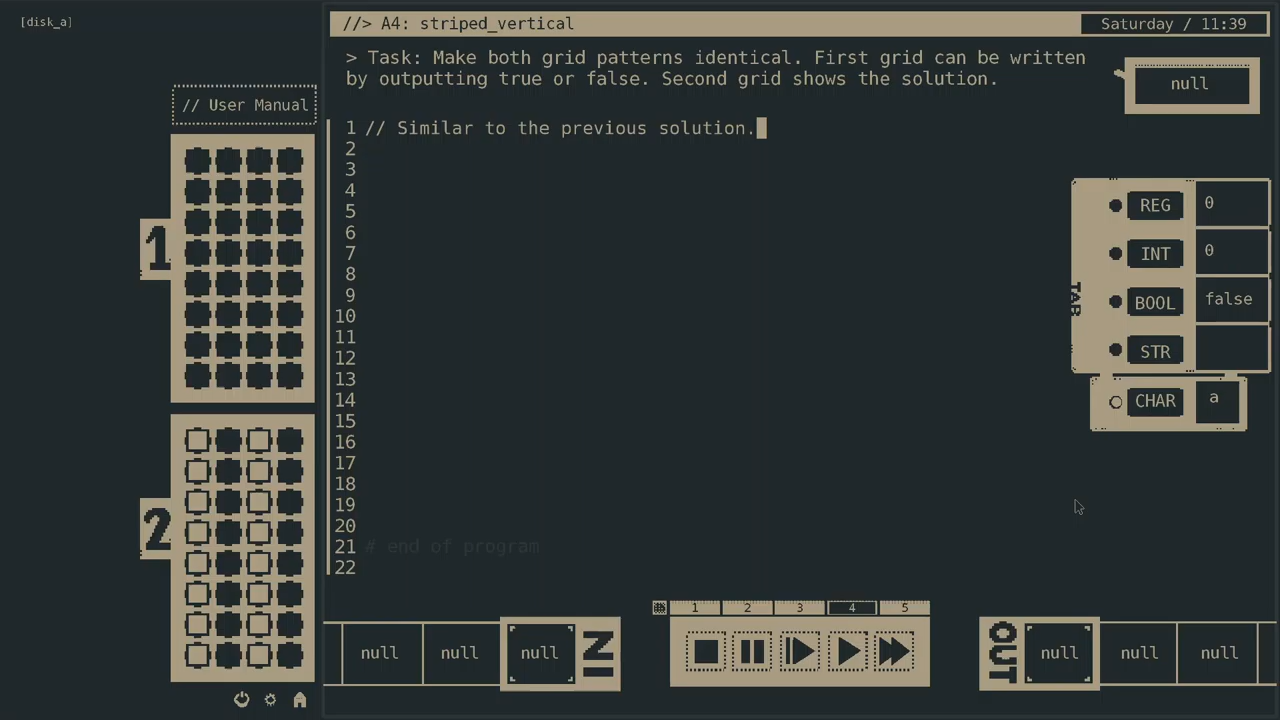 [disk_a]
//> A4: striped_vertical
Saturday / 11:39
> Task: Make both grid patterns identical. First grid can be written
by outputting true or false. Second grid shows the solution.
null
// User Manual
1
2
1 // Similar to the previous solution.
2
3
4
5
6
7
8
9
10
11
12
13
14
15
16
17
18
19
20
21 # end of program
22
TAB
REG 0
INT 0
BOOL false
STR
CHAR a
1 2 3 4 5
null null null IN
OUT null null null